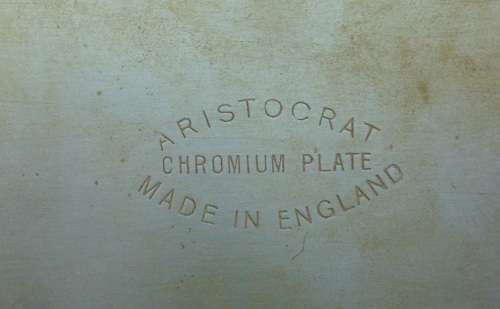 ARISTOCRAT
CHROMIUM PLATE
MADE IN ENGLAND